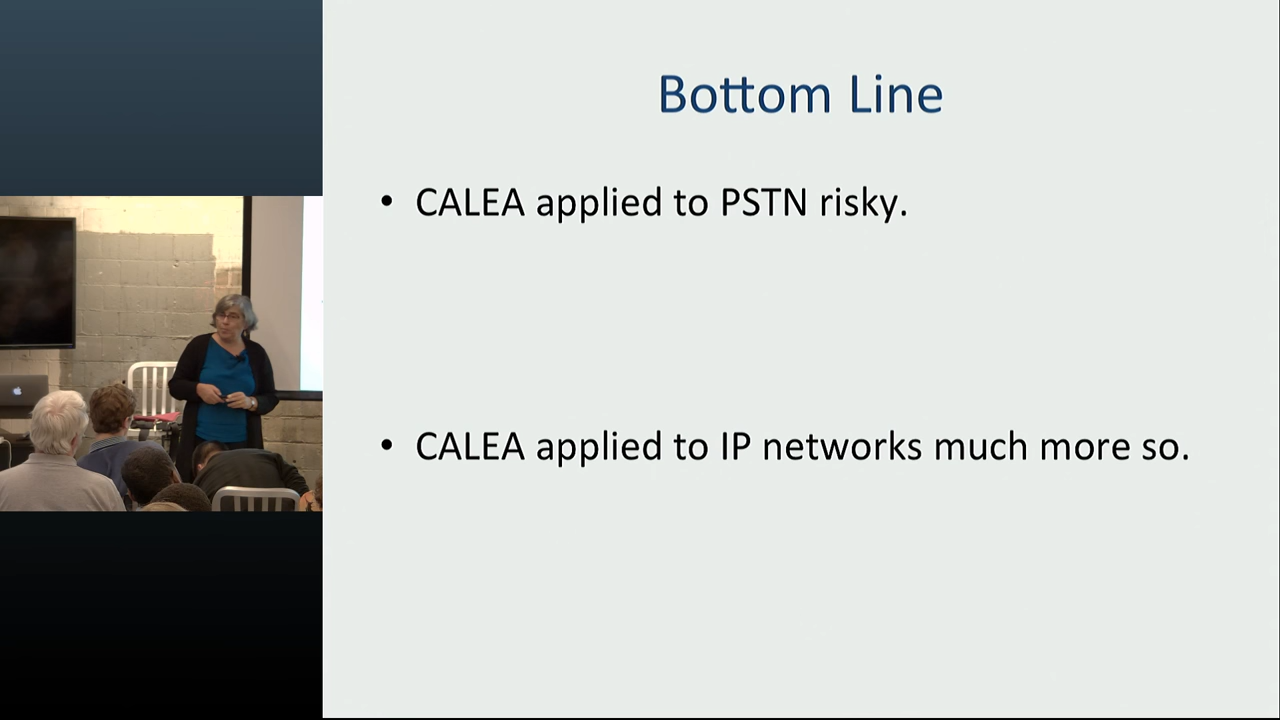 Bottom Line
• CALEA applied to PSTN risky.
• CALEA applied to IP networks much more so.